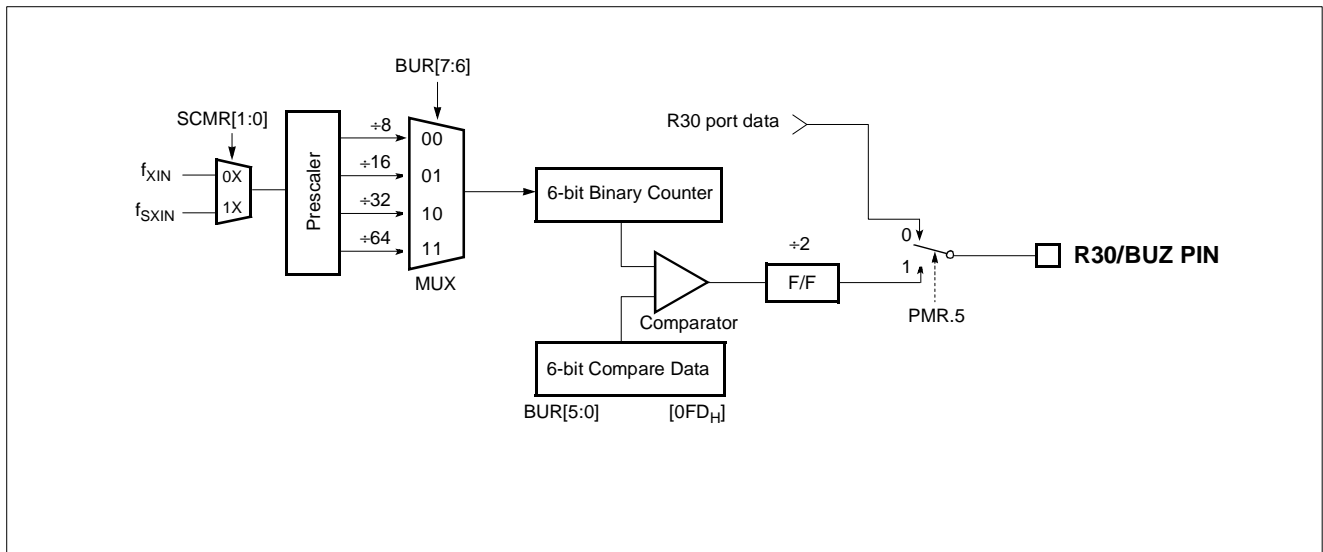 BUR[7:6]
SCMR[1:0]
fXIN
fSXIN
0X
1X
Prescaler
÷8
÷16
÷32
÷64
00
01
10
11
MUX
6-bit Binary Counter
Comparator
6-bit Compare Data
BUR[5:0] [0FDH]
÷2
F/F
R30 port data
0
1
PMR.5
R30/BUZ PIN